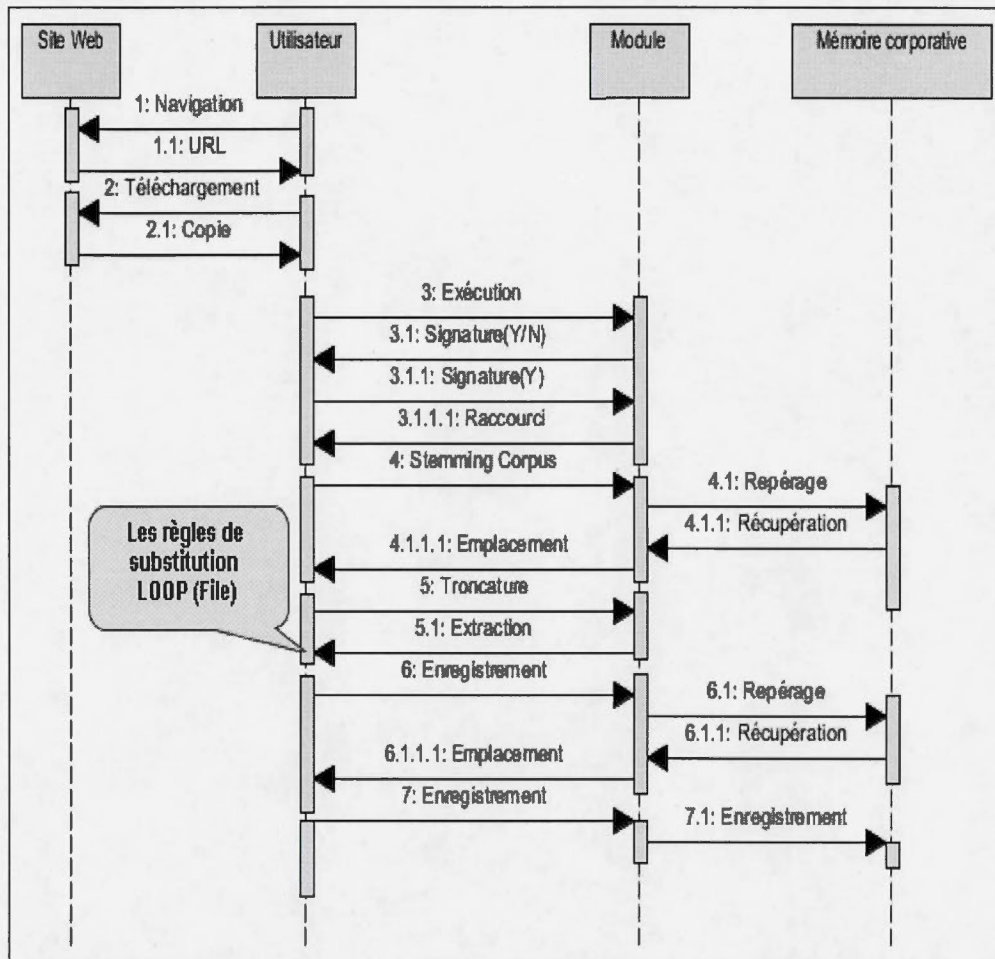 Site Web
Utilisateur
Module
Mémoire corporative
1: Navigation
1.1: URL
2: Téléchargement
2.1: Copie
3: Exécution
3.1: Signature(Y/N)
3.1.1: Signature(Y)
3.1.1.1: Raccourci
4: Stemming Corpus
4.1: Repérage
4.1.1: Récupération
4.1.1.1: Emplacement
Les règles de
substitution
LOOP (File)
5: Troncature
5.1: Extraction
6: Enregistrement
6.1: Repérage
6.1.1: Récupération
6.1.1.1: Emplacement
7: Enregistrement
7.1: Enregistrement